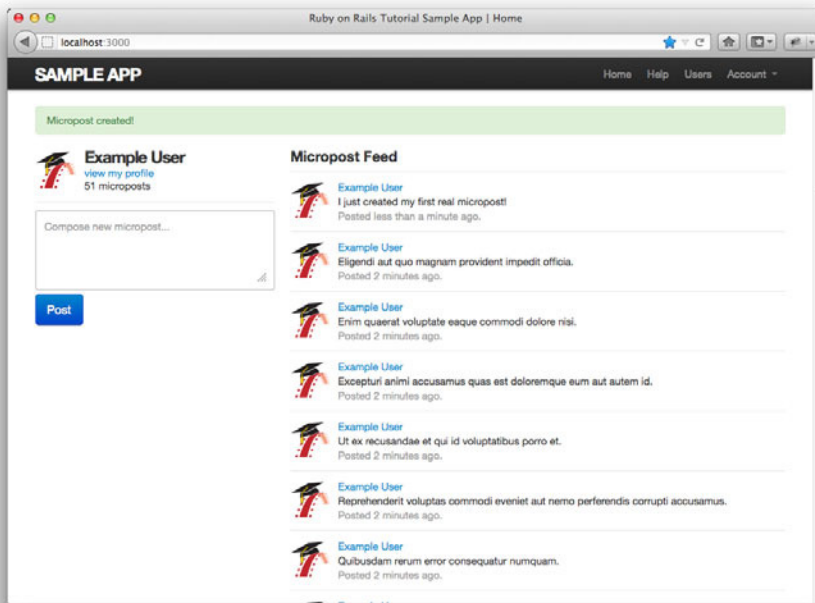 Ruby on Rails Tutorial Sample App | Home
localhost:3000
SAMPLE APP
Home Help Users Account
Micropost created!
Example User
view my profile
51 microposts
Compose new micropost...
Post
Micropost Feed
Example User
I just created my first real micropost!
Posted less than a minute ago.
Example User
Eligendi aut quo magnam provident impedit officia.
Posted 2 minutes ago.
Example User
Enim quaerat voluptate eaque commodi dolore nisi.
Posted 2 minutes ago.
Example User
Excepturi animi accusamus quas est doloremque eum aut autem id.
Posted 2 minutes ago.
Example User
Ut ex recusandae et qui id voluptatibus porro et.
Posted 2 minutes ago.
Example User
Reprehenderit voluptas commodi eveniet aut nemo perferendis corrupti accusamus.
Posted 2 minutes ago.
Example User
Quibusdam rerum error consequatur numquam.
Posted 2 minutes ago.